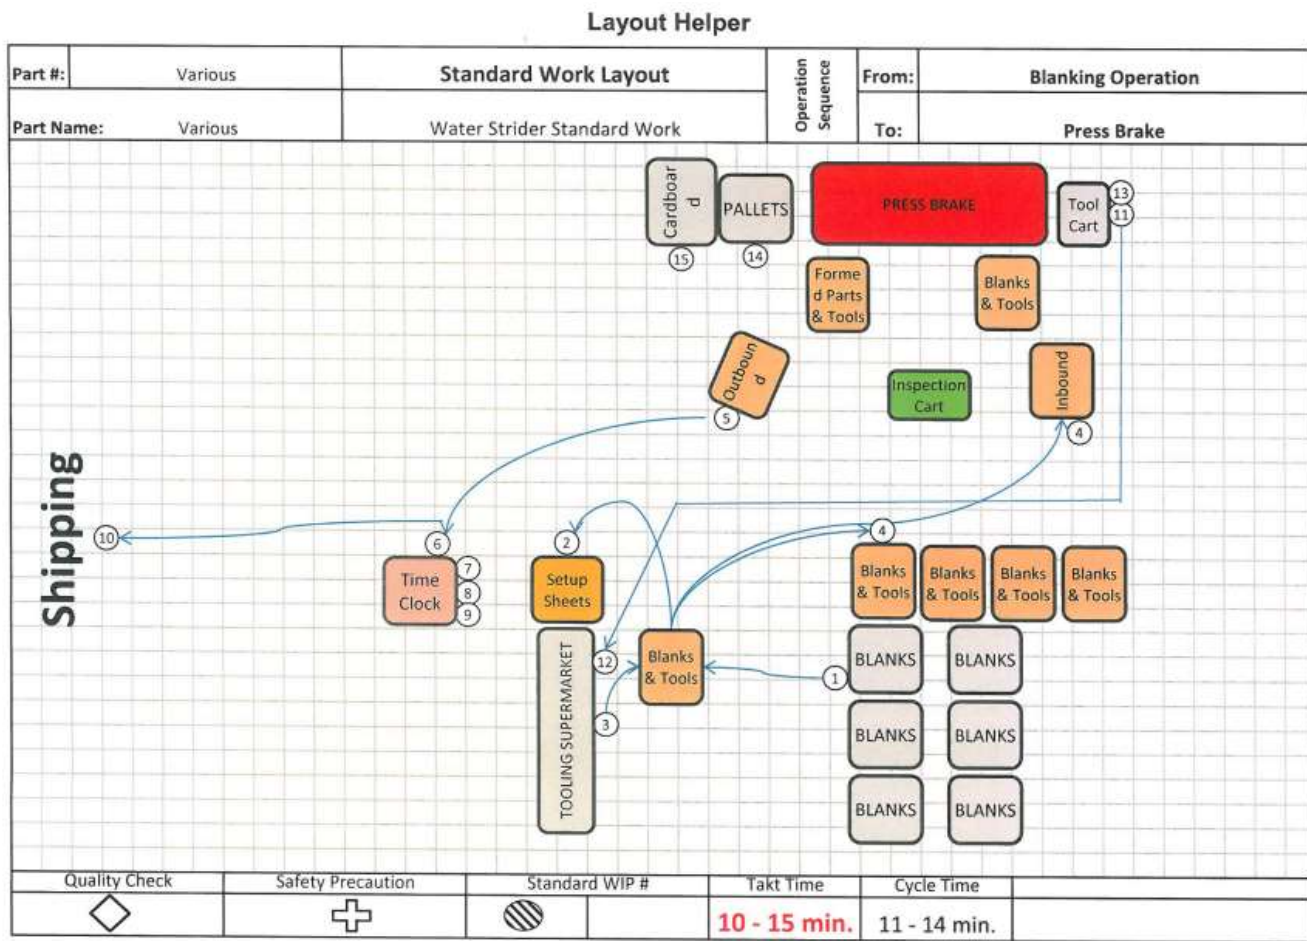 Layout Helper
Part #:
Various
Standard Work Layout
Operation
Sequence
From:
Blanking Operation
Part Name:
Various
Water Strider Standard Work
To:
Press Brake
Cardboar
d
PALLETS
PRESS BRAKE
Tool
Cart
13
11
15
14
Forme
d Parts
& Tools
Blanks
& Tools
Outboun
d
5
Inspection
Cart
Inbound
4
Shipping
10
6
2
4
Time
Clock
7
8
9
Setup
Sheets
Blanks
& Tools
Blanks
& Tools
Blanks
& Tools
Blanks
& Tools
TOOLING SUPERMARKET
12
3
Blanks
& Tools
1
BLANKS
BLANKS
BLANKS
BLANKS
BLANKS
BLANKS
Quality Check
Safety Precaution
Standard WIP #
Takt Time
Cycle Time
10 - 15 min.
11 - 14 min.